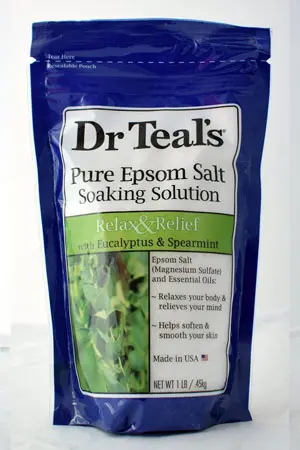 Tear Here
Resealable Pouch
Dr Teal's
Pure Epsom Salt
Soaking Solution
Relax & Relief
with Eucalyptus & Spearmint
Epsom Salt
(Magnesium Sulfate)
and Essential Oils:
~ Relaxes your body &
relieves your mind
~ Helps soften &
smooth your skin
Made in USA
NET WT 1 LB / .45kg